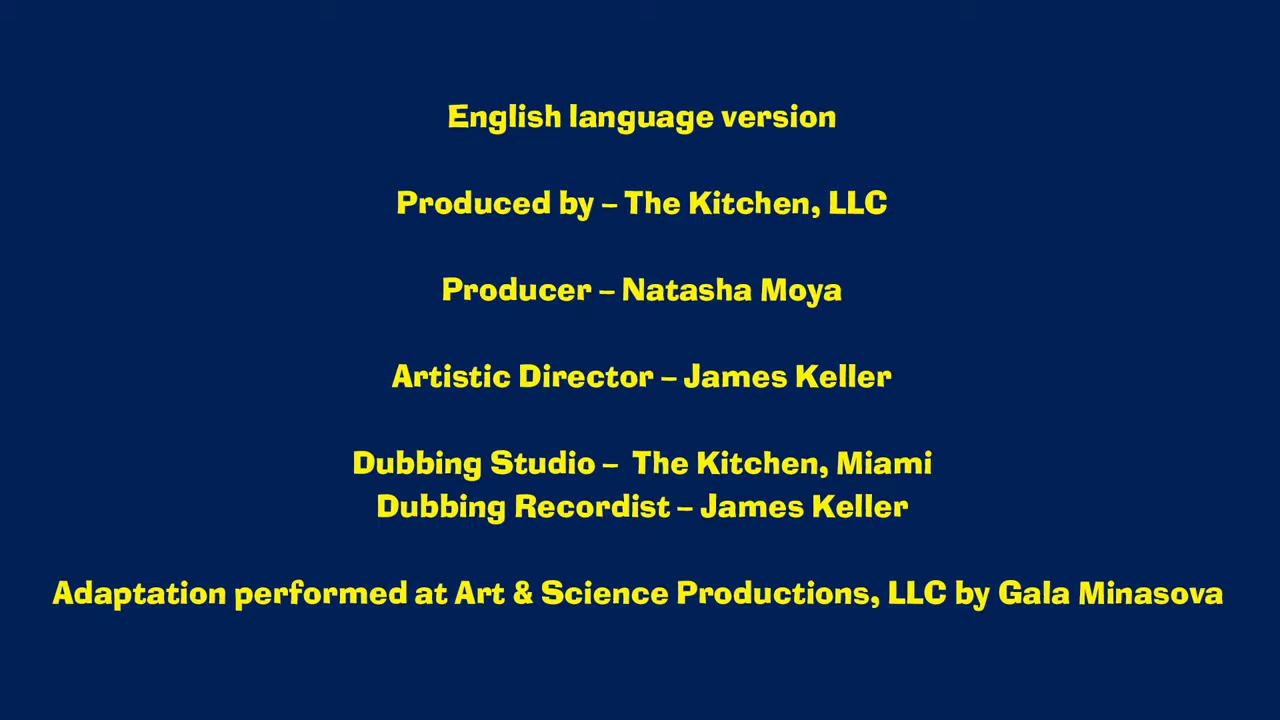 English language version
Produced by – The Kitchen, LLC
Producer – Natasha Moya
Artistic Director – James Keller
Dubbing Studio –  The Kitchen, Miami
Dubbing Recordist – James Keller
Adaptation performed at Art & Science Productions, LLC by Gala Minasova